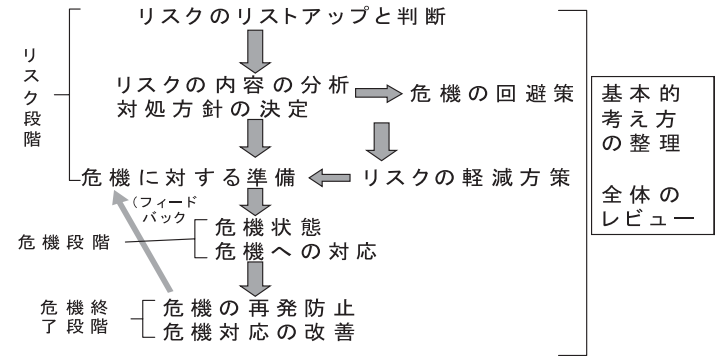 リスクのリストアップと判断
リスク段階
リスクの内容の分析
対処方針の決定
危機の回避策
危機に対する準備
リスクの軽減方策
(フィード
バック
危機段階
危機状態
危機への対応
危機終
了段階
危機の再発防止
危機対応の改善
基本的
考え方
の整理
全体の
レビュー